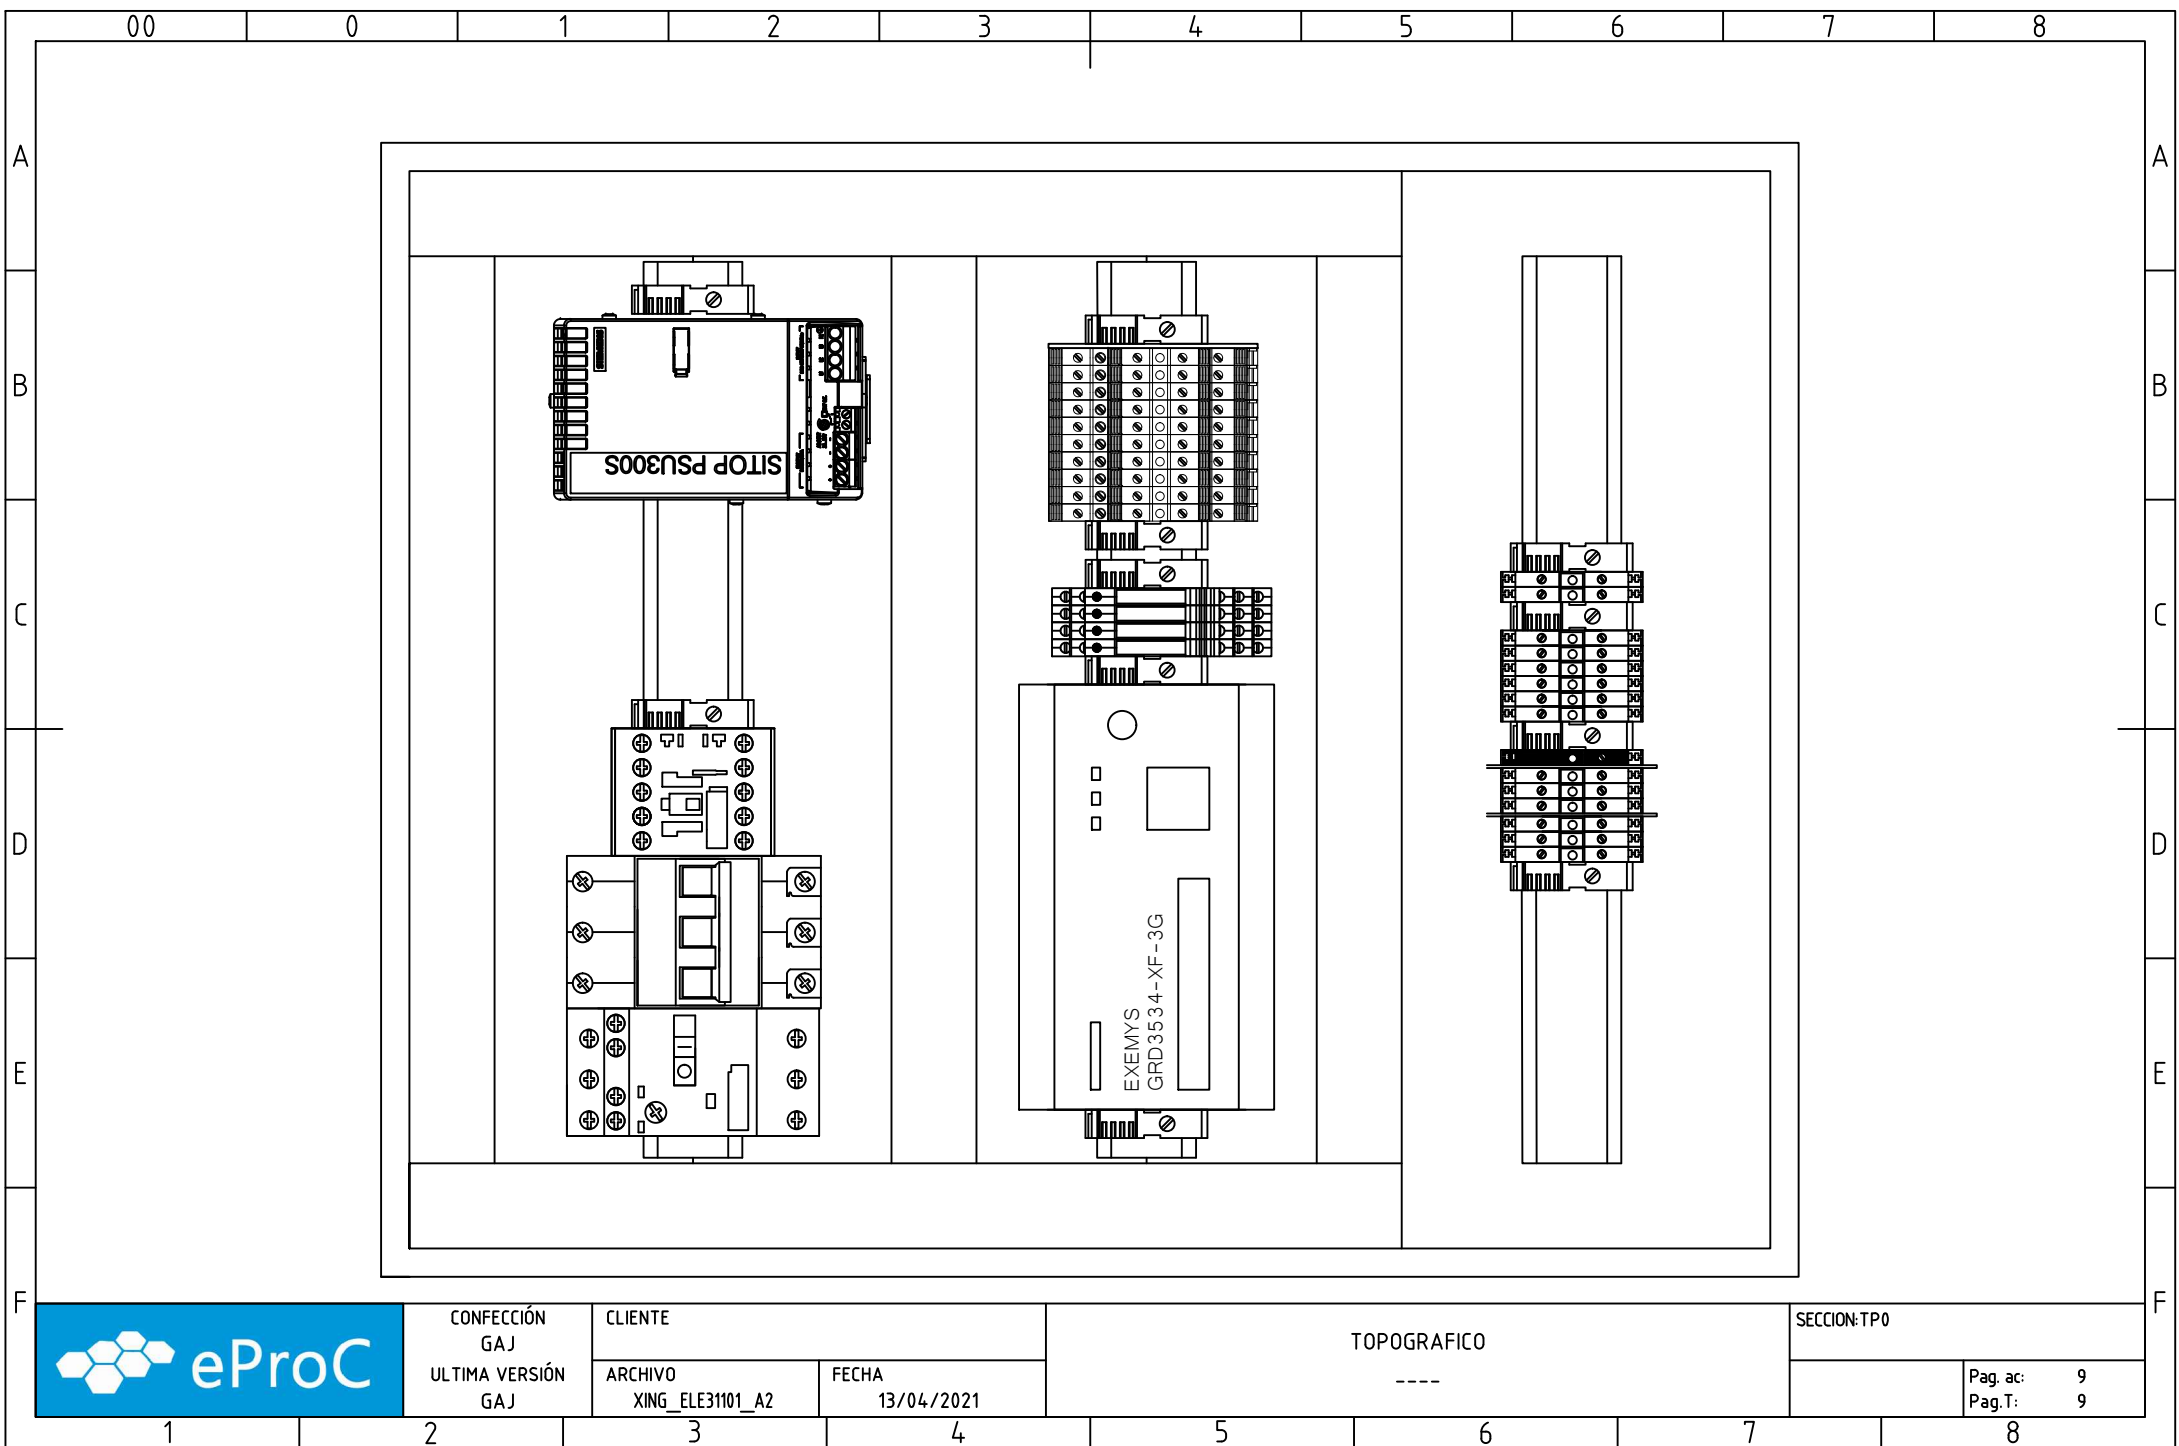 00 0 1 2 3 4 5 6 7 8
A A
B B
C C
D D
E E
F F
SITOP PSU300S
EXEMYS
GRD3534-XF-3G
eProC
CONFECCIÓN
GAJ
ULTIMA VERSIÓN
GAJ
CLIENTE
ARCHIVO
XING_ELE31101_A2
FECHA
13/04/2021
TOPOGRAFICO
----
SECCION:TP0
Pag. ac: 9
Pag.T: 9
1 2 3 4 5 6 7 8